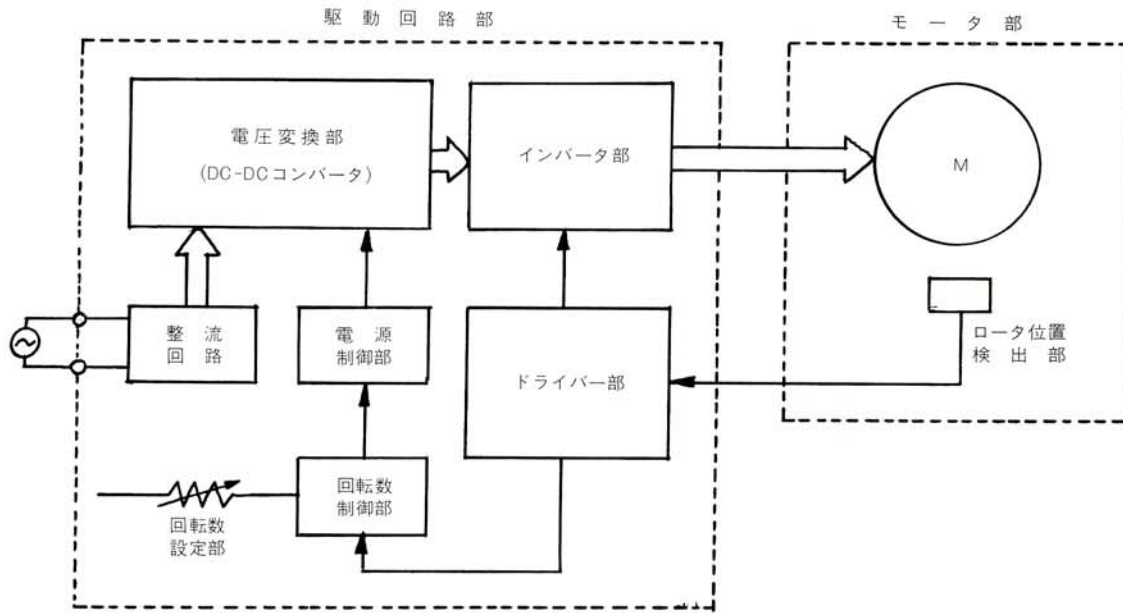 駆動回路部
モータ部
電圧変換部
(DC-DCコンバータ)
インバータ部
M
整流
回路
電源
制御部
ドライバー部
ロータ位置
検出部
回転数
制御部
回転数
設定部